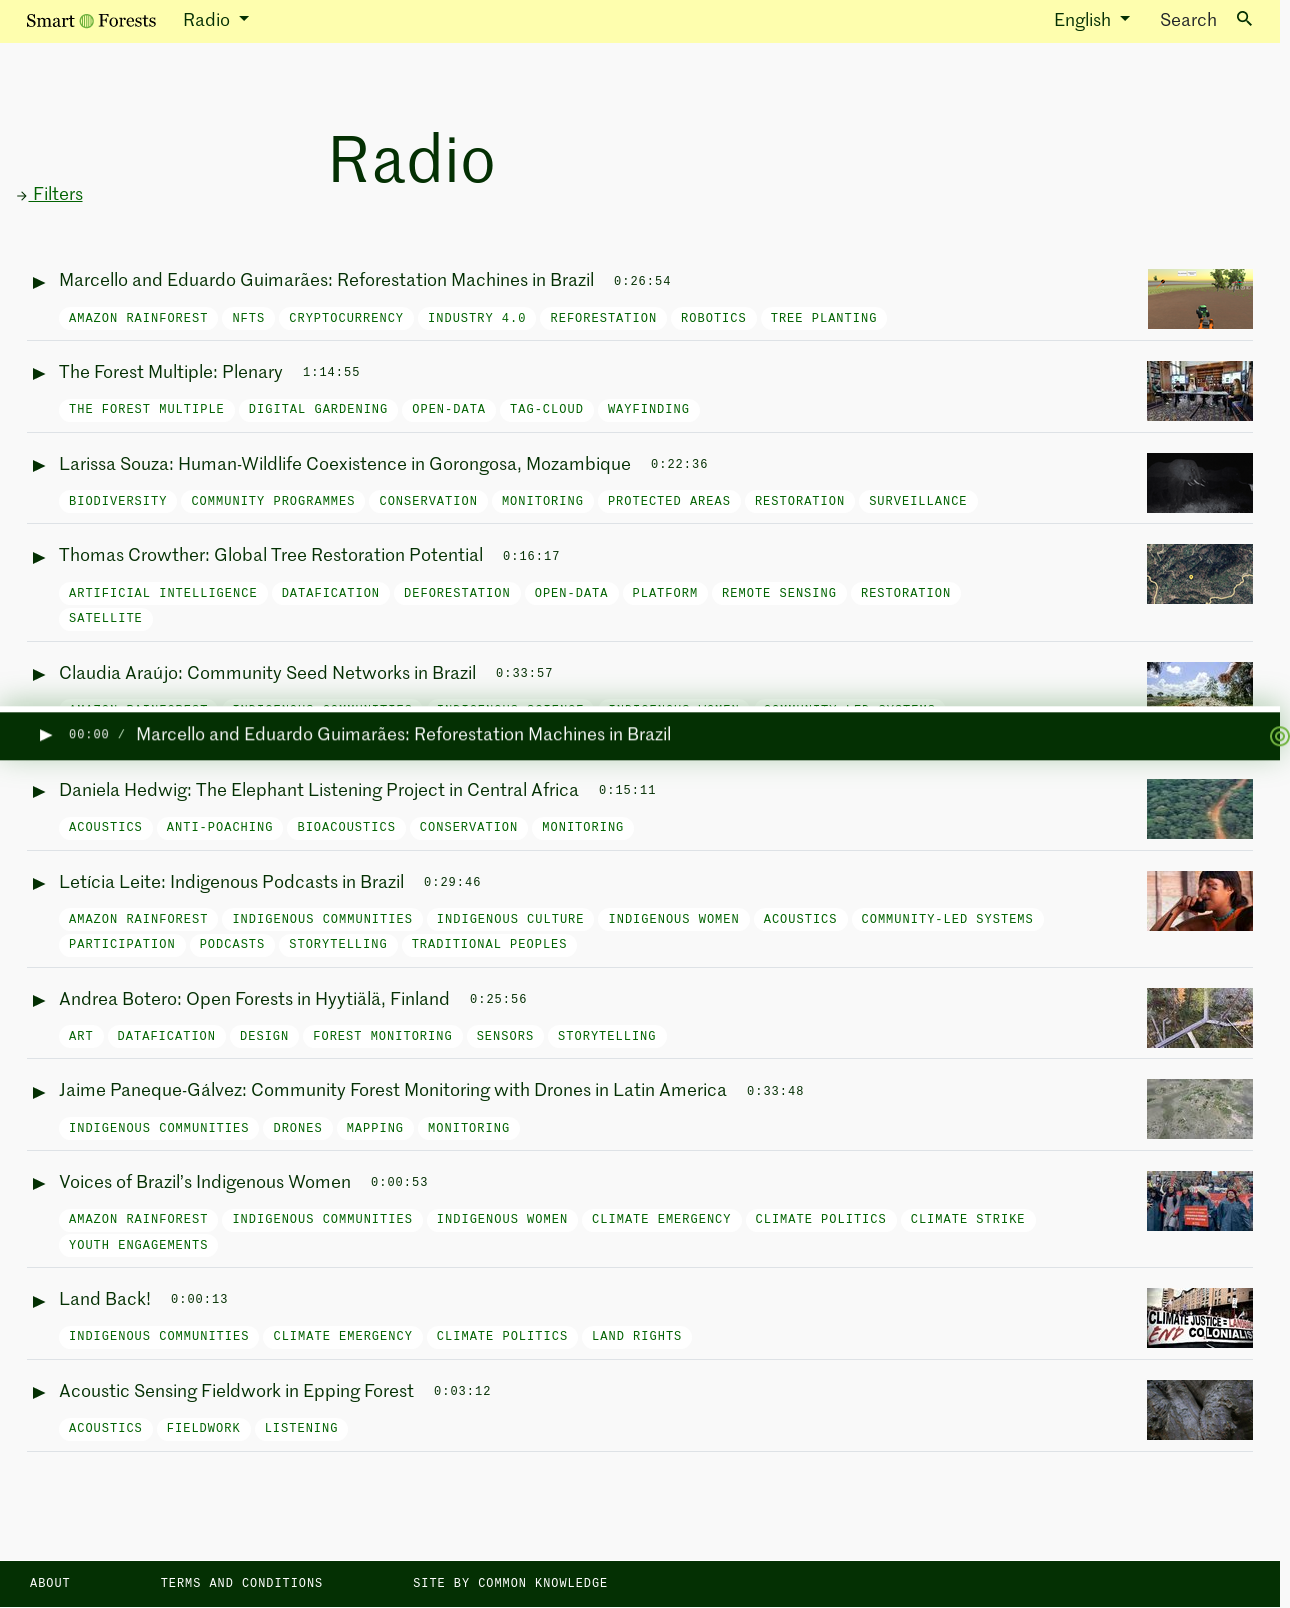 Smart Forests Radio English Search
Radio
Filters
Marcello and Eduardo Guimarães: Reforestation Machines in Brazil 0:26:54
AMAZON RAINFOREST NFTS CRYPTOCURRENCY INDUSTRY 4.0 REFORESTATION ROBOTICS TREE PLANTING
The Forest Multiple: Plenary 1:14:55
THE FOREST MULTIPLE DIGITAL GARDENING OPEN-DATA TAG-CLOUD WAYFINDING
Larissa Souza: Human-Wildlife Coexistence in Gorongosa, Mozambique 0:22:36
BIODIVERSITY COMMUNITY PROGRAMMES CONSERVATION MONITORING PROTECTED AREAS RESTORATION SURVEILLANCE
Thomas Crowther: Global Tree Restoration Potential 0:16:17
ARTIFICIAL INTELLIGENCE DATAFICATION DEFORESTATION OPEN-DATA PLATFORM REMOTE SENSING RESTORATION
SATELLITE
Claudia Araújo: Community Seed Networks in Brazil 0:33:57
AMAZON RAINFOREST INDIGENOUS COMMUNITIES INDIGENOUS SCIENCE INDIGENOUS WOMEN COMMUNITY-LED SYSTEMS
00:00 / Marcello and Eduardo Guimarães: Reforestation Machines in Brazil
Daniela Hedwig: The Elephant Listening Project in Central Africa 0:15:11
ACOUSTICS ANTI-POACHING BIOACOUSTICS CONSERVATION MONITORING
Letícia Leite: Indigenous Podcasts in Brazil 0:29:46
AMAZON RAINFOREST INDIGENOUS COMMUNITIES INDIGENOUS CULTURE INDIGENOUS WOMEN ACOUSTICS COMMUNITY-LED SYSTEMS
PARTICIPATION PODCASTS STORYTELLING TRADITIONAL PEOPLES
Andrea Botero: Open Forests in Hyytiälä, Finland 0:25:56
ART DATAFICATION DESIGN FOREST MONITORING SENSORS STORYTELLING
Jaime Paneque-Gálvez: Community Forest Monitoring with Drones in Latin America 0:33:48
INDIGENOUS COMMUNITIES DRONES MAPPING MONITORING
Voices of Brazil’s Indigenous Women 0:00:53
AMAZON RAINFOREST INDIGENOUS COMMUNITIES INDIGENOUS WOMEN CLIMATE EMERGENCY CLIMATE POLITICS CLIMATE STRIKE
YOUTH ENGAGEMENTS
Land Back! 0:00:13
INDIGENOUS COMMUNITIES CLIMATE EMERGENCY CLIMATE POLITICS LAND RIGHTS
CLIMATE JUSTICE =
END COLONIALIS
Acoustic Sensing Fieldwork in Epping Forest 0:03:12
ACOUSTICS FIELDWORK LISTENING
ABOUT TERMS AND CONDITIONS SITE BY COMMON KNOWLEDGE